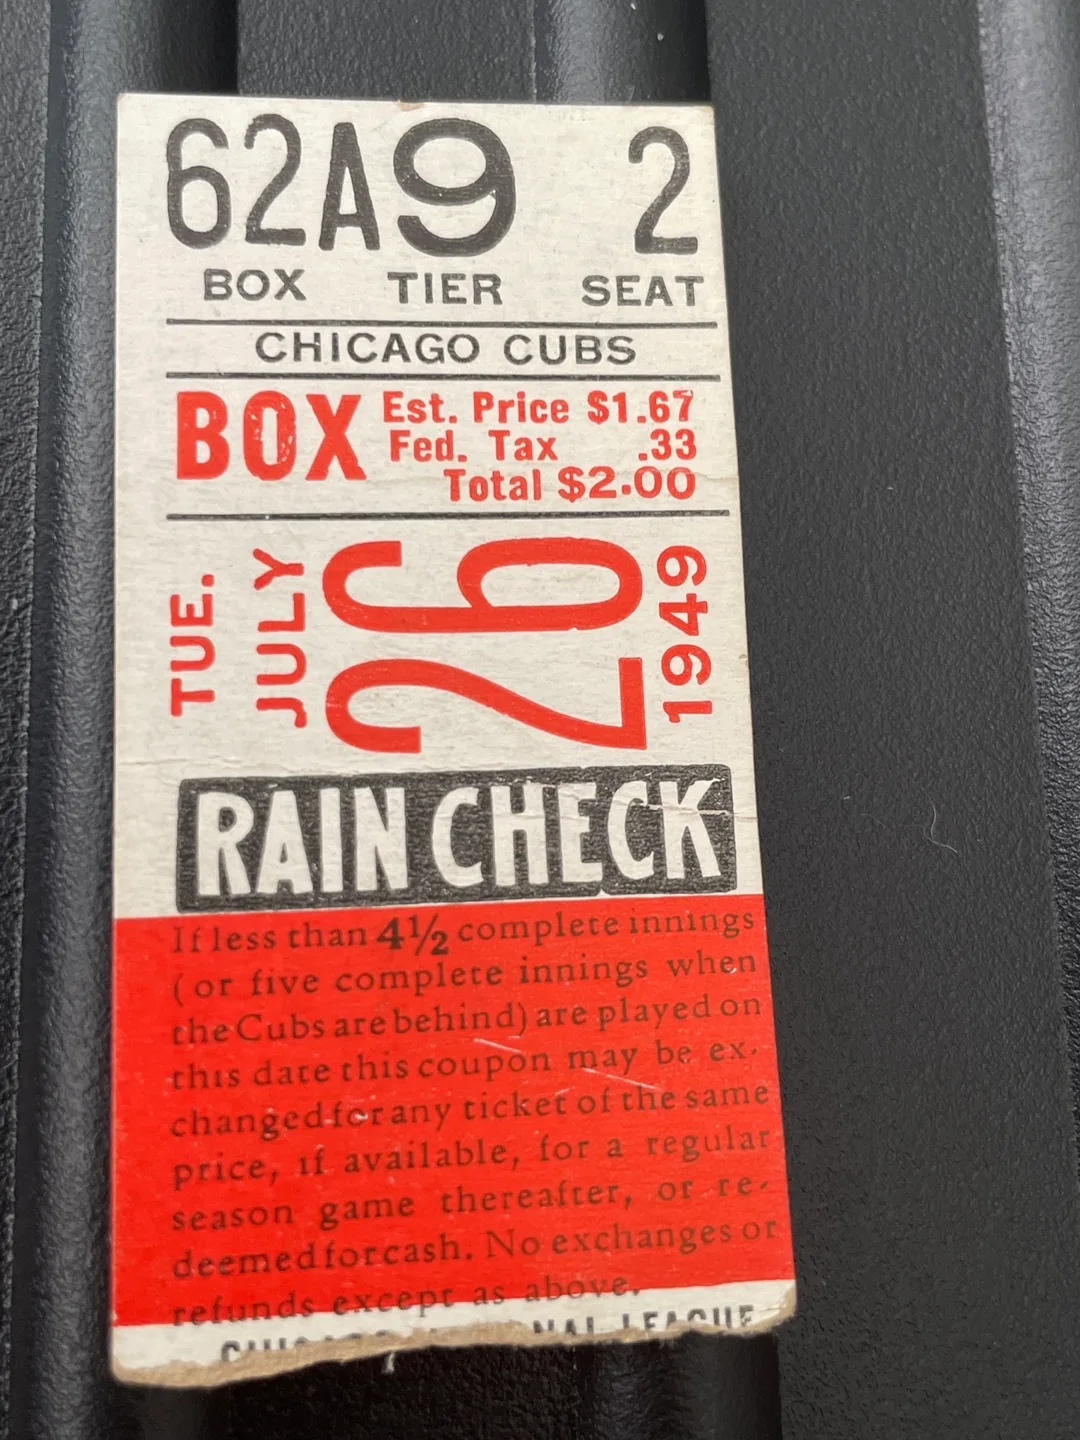 62A 9 2
BOX TIER SEAT
CHICAGO CUBS
BOX Est. Price $1.67
Fed. Tax .33
Total $2.00
TUE.
JULY
26
1949
RAIN CHECK
If less than 4½ complete innings
(or five complete innings when
the Cubs are behind) are played on
this date this coupon may be ex-
changed for any ticket of the same
price, if available, for a regular
season game thereafter, or re-
deemed for cash. No exchanges or
refunds except as above.
LEAGUE